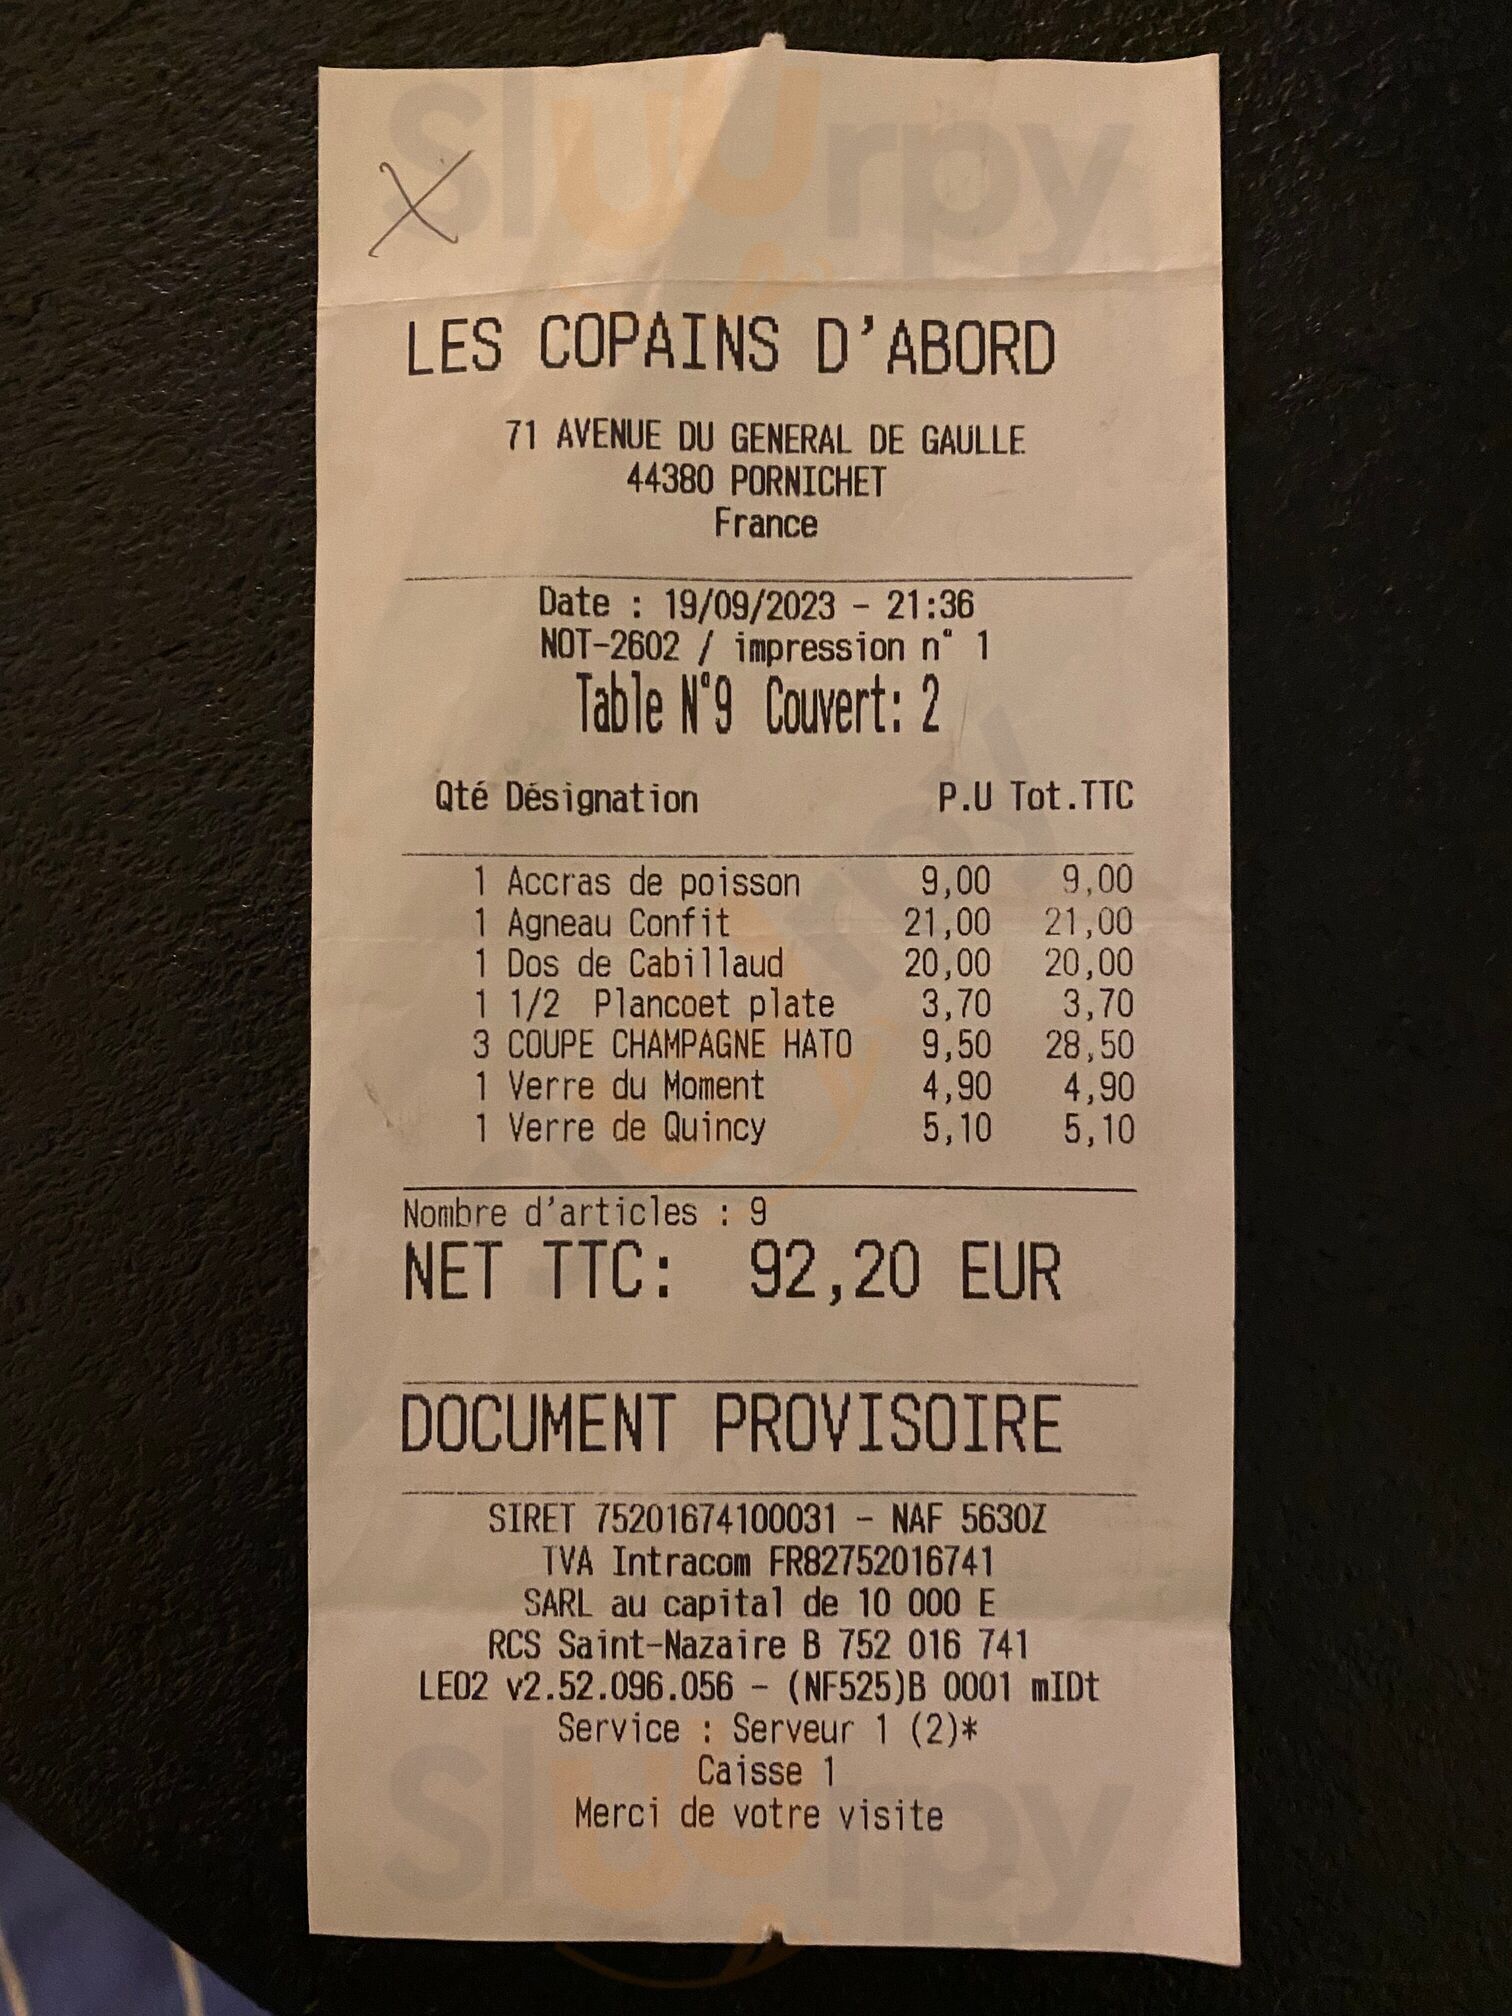 Sluurpy
X
LES COPAINS D'ABORD
71 AVENUE DU GENERAL DE GAULLE
44380 PORNICHET
France
Date : 19/09/2023 - 21:36
NOT-2602 / impression n° 1
Table N°9 Couvert: 2
Qté Désignation P.U Tot.TTC
1 Accras de poisson 9,00 9,00
1 Agneau Confit 21,00 21,00
1 Dos de Cabillaud 20,00 20,00
1 1/2 Plancoet plate 3,70 3,70
3 COUPE CHAMPAGNE HATO 9,50 28,50
1 Verre du Moment 4,90 4,90
1 Verre de Quincy 5,10 5,10
Nombre d'articles : 9
NET TTC: 92,20 EUR
DOCUMENT PROVISOIRE
SIRET 75201674100031 - NAF 5630Z
TVA Intracom FR82752016741
SARL au capital de 10 000 E
RCS Saint-Nazaire B 752 016 741
LEO2 v2.52.096.056 - (NF525)B 0001 mIDt
Service : Serveur 1 (2)*
Caisse 1
Merci de votre visite
Sluurpy